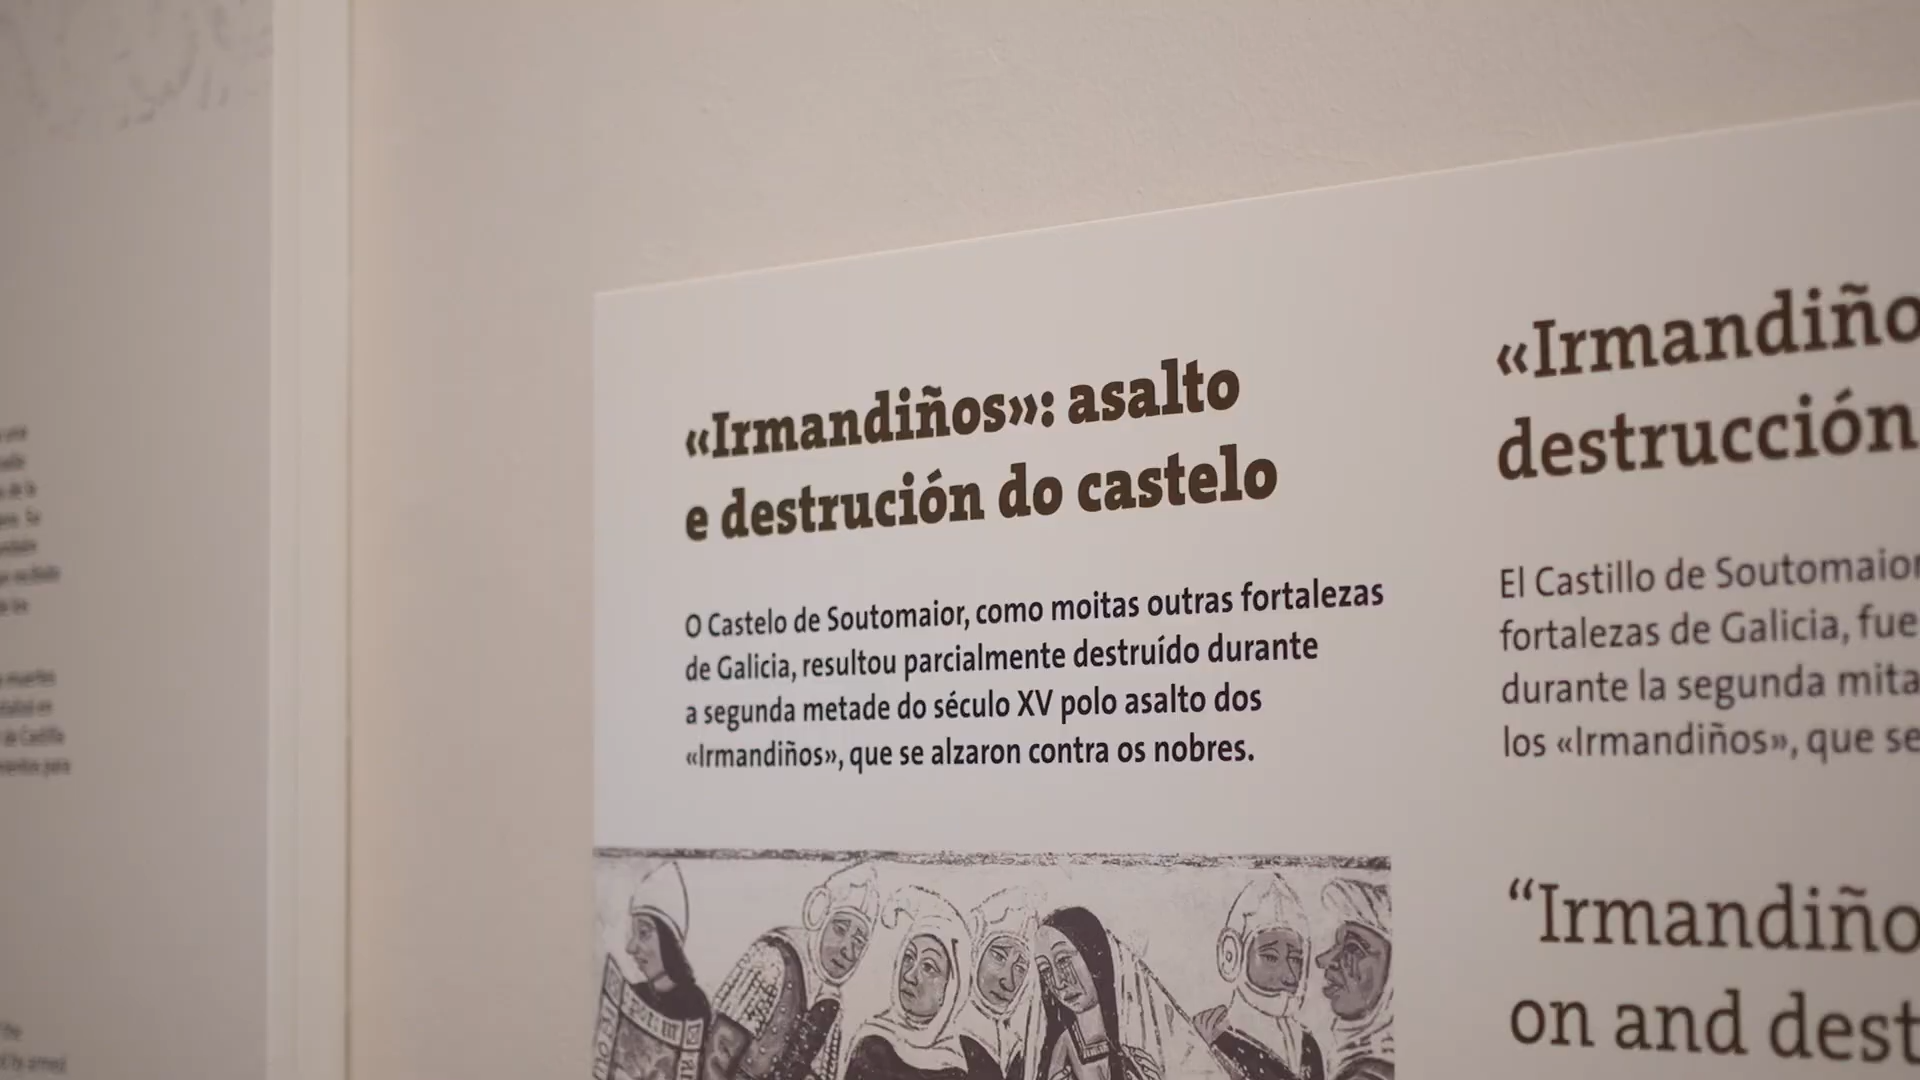 «Irmandiños»: asalto
e destrución do castelo
O Castelo de Soutomaior, como moitas outras fortalezas
de Galicia, resultou parcialmente destruído durante
a segunda metade do século XV polo asalto dos
«Irmandiños», que se alzaron contra os nobres.
«Irmandiño
destrucción
El Castillo de Soutomaior
fortalezas de Galicia, fue
durante la segunda mita
los «Irmandiños», que se
“Irmandiño
on and dest